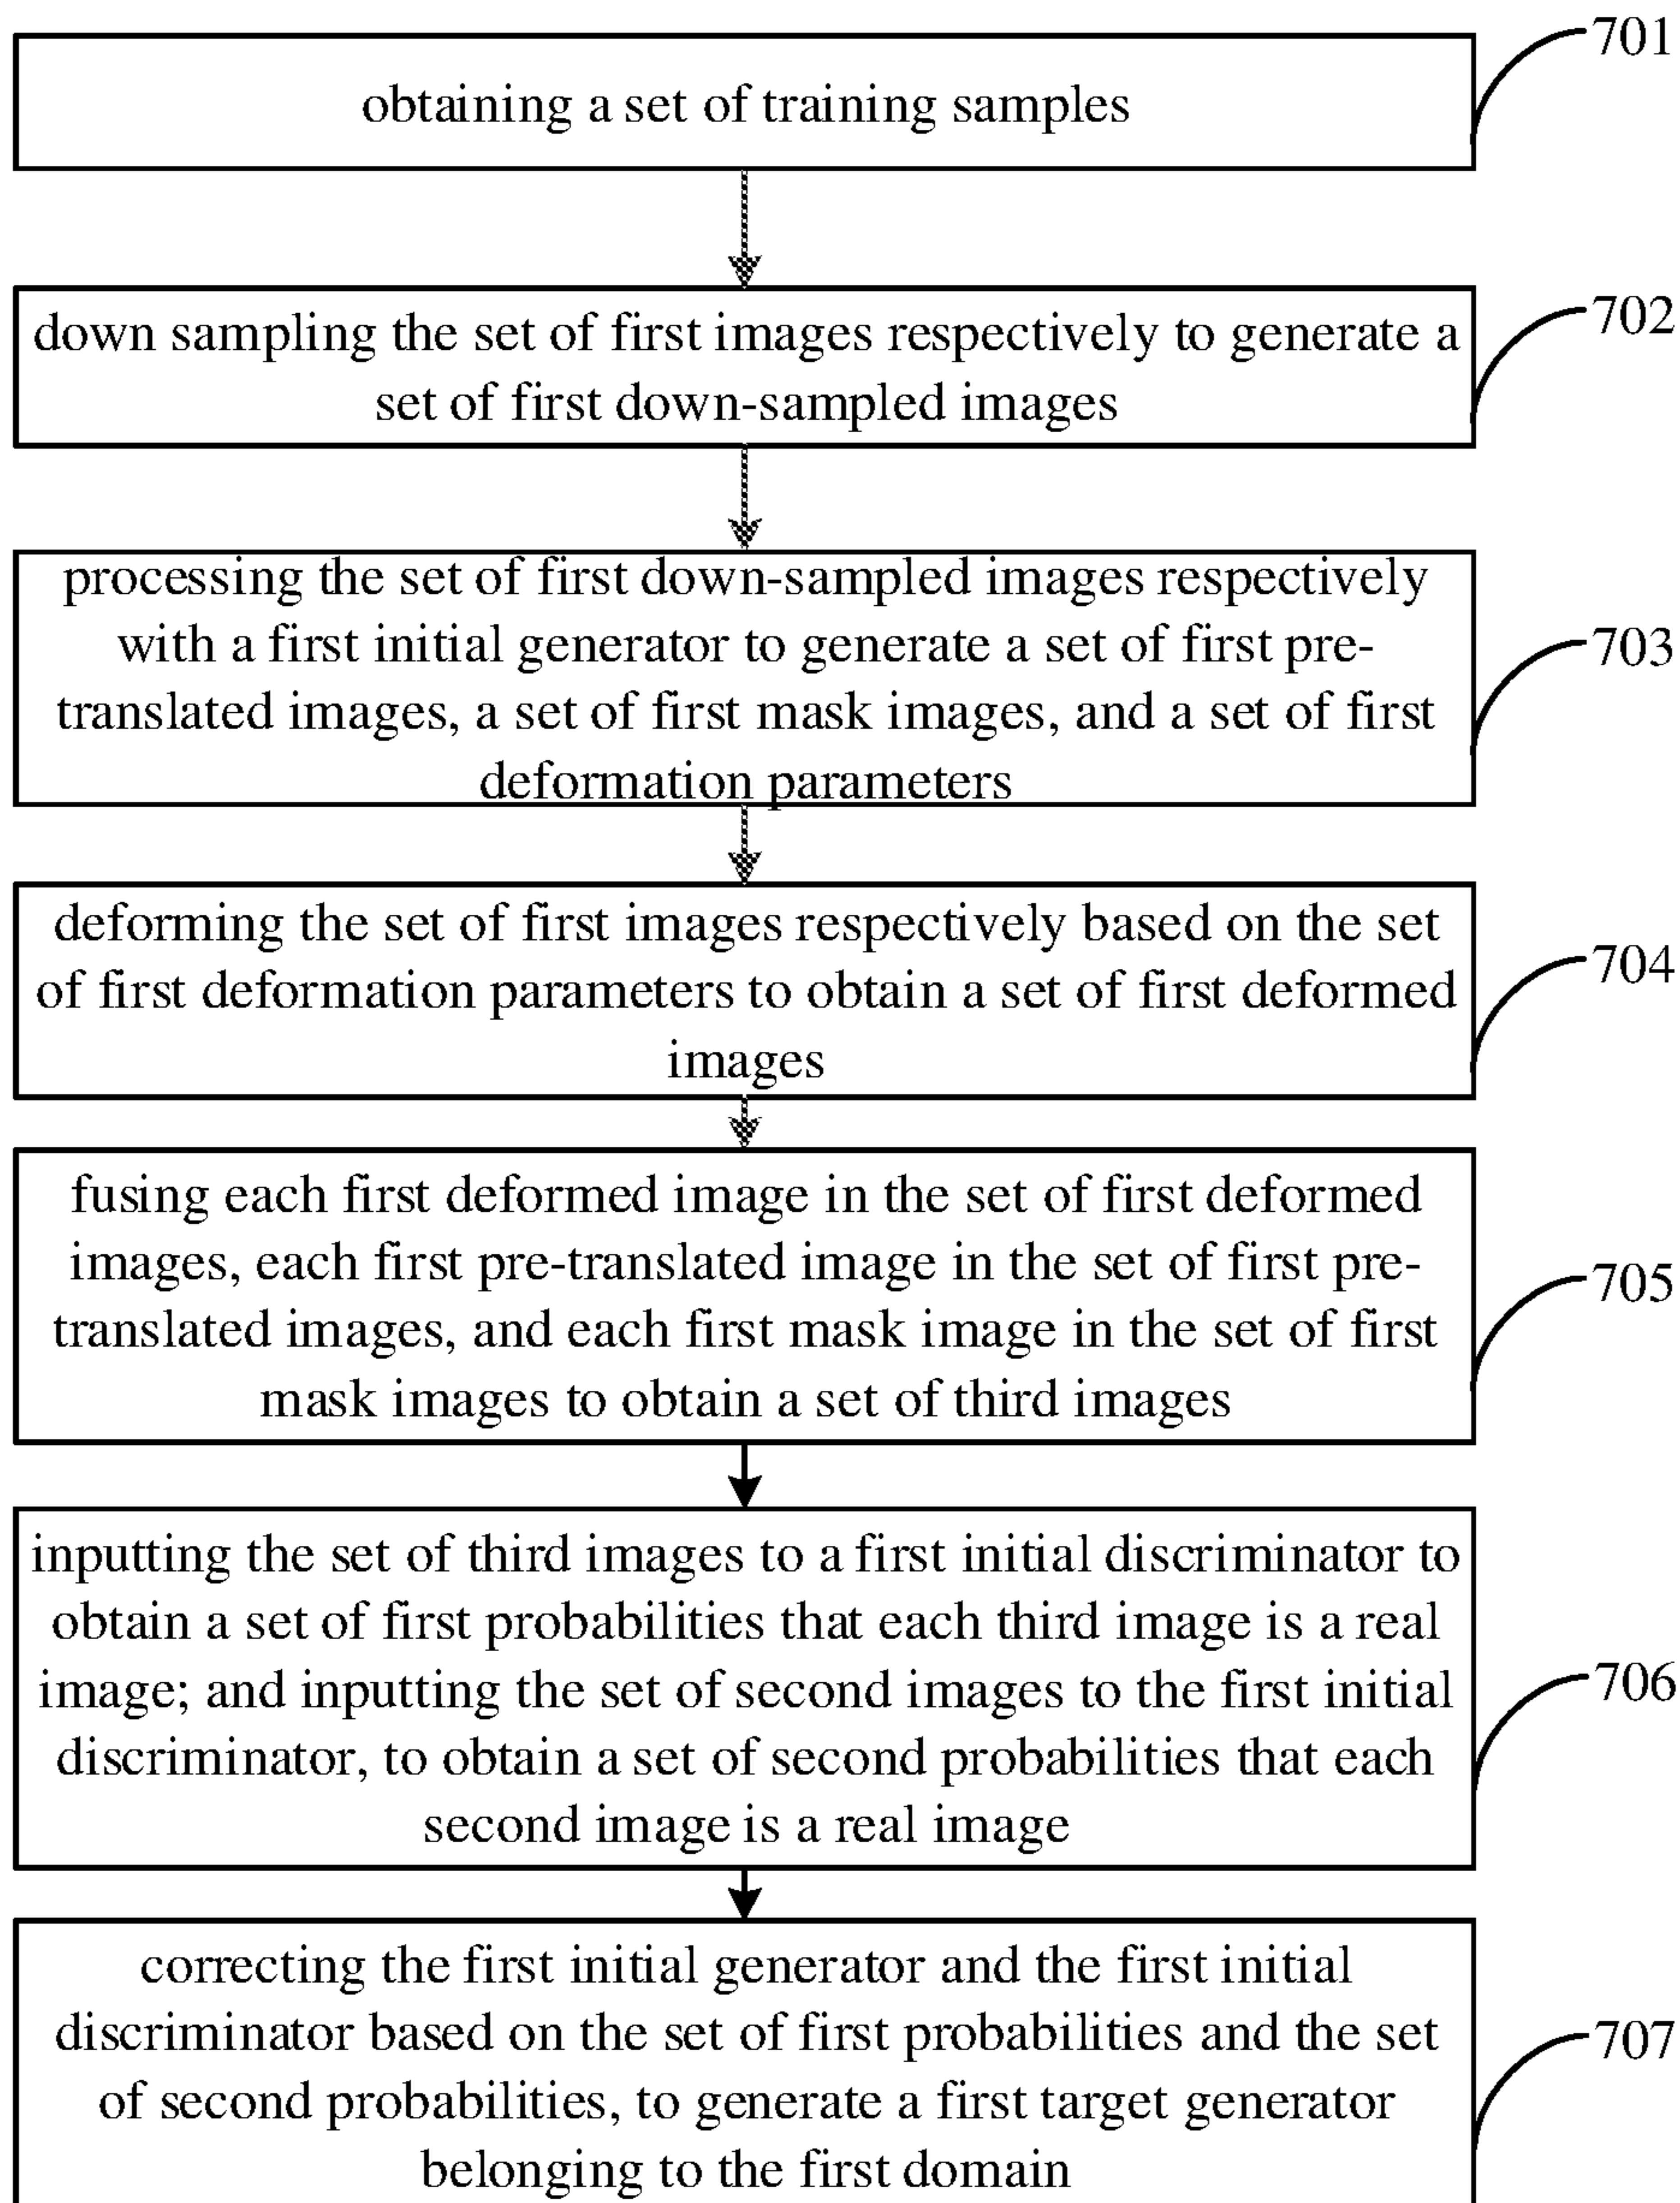 701
obtaining a set of training samples
702
down sampling the set of first images respectively to generate a
set of first down-sampled images
703
processing the set of first down-sampled images respectively
with a first initial generator to generate a set of first pre-
translated images, a set of first mask images, and a set of first
deformation parameters
704
deforming the set of first images respectively based on the set
of first deformation parameters to obtain a set of first deformed
images
705
fusing each first deformed image in the set of first deformed
images, each first pre-translated image in the set of first pre-
translated images, and each first mask image in the set of first
mask images to obtain a set of third images
706
inputting the set of third images to a first initial discriminator to
obtain a set of first probabilities that each third image is a real
image; and inputting the set of second images to the first initial
discriminator, to obtain a set of second probabilities that each
second image is a real image
707
correcting the first initial generator and the first initial
discriminator based on the set of first probabilities and the set
of second probabilities, to generate a first target generator
belonging to the first domain